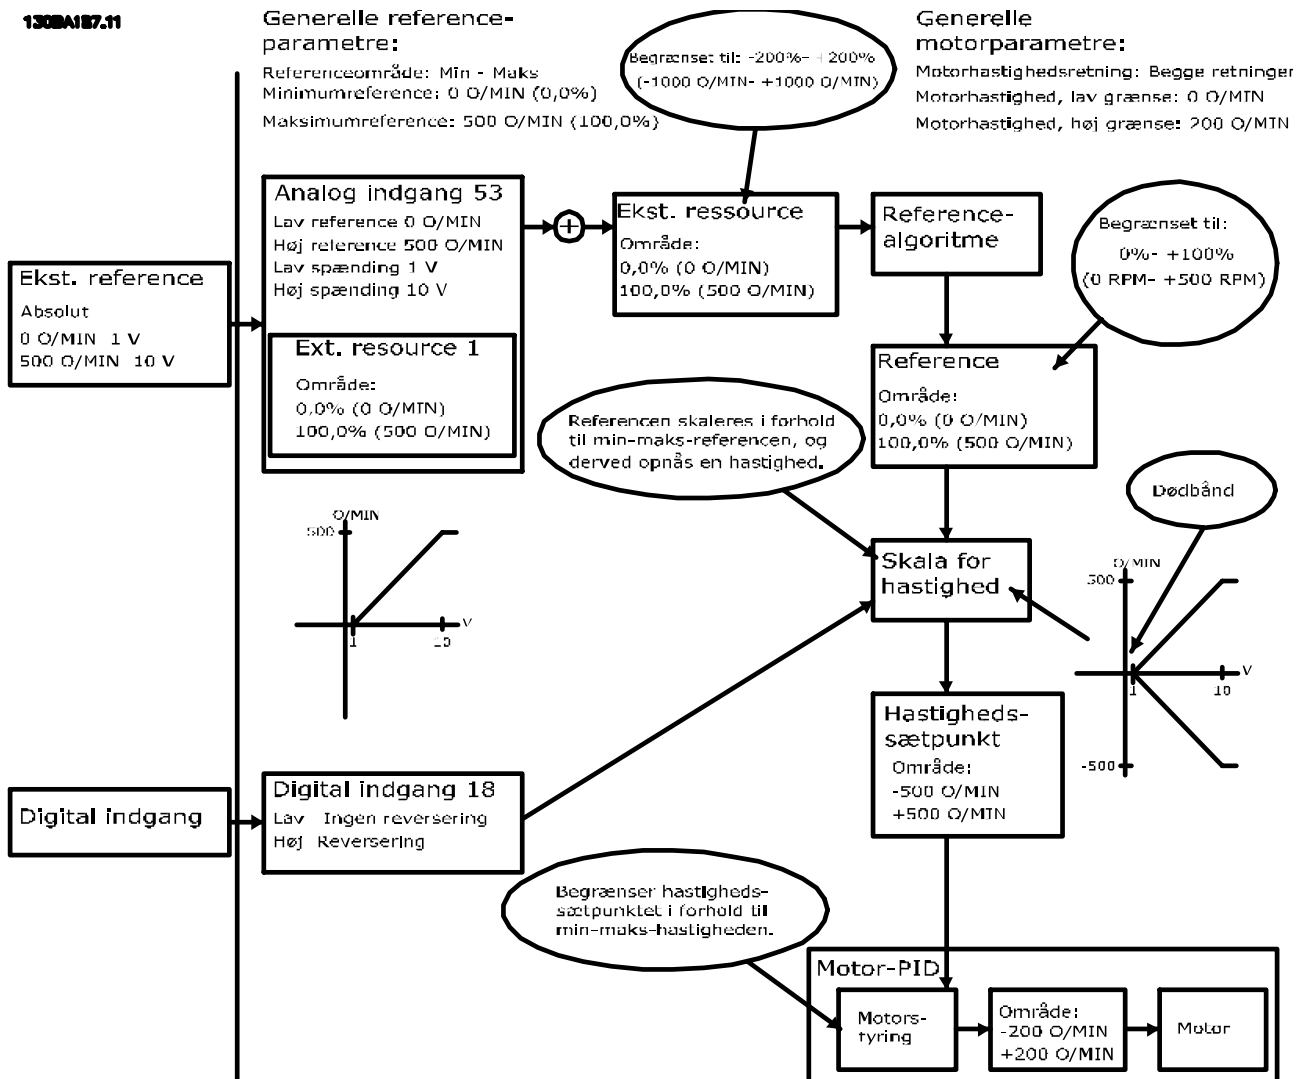 130BA187.11
Generelle reference-
parametre:
Referenceområde: Min - Maks
Minimumreference: 0 O/MIN (0,0%)
Maksimumreference: 500 O/MIN (100,0%)
Begrænset til: -200%- +200%
(-1000 O/MIN- +1000 O/MIN)
Generelle
motorparametre:
Motorhastighedsretning: Begge retninger
Motorhastighed, lav grænse: 0 O/MIN
Motorhastighed, høj grænse: 200 O/MIN
Ekst. reference
Absolut
0 O/MIN 1 V
500 O/MIN 10 V
Analog indgang 53
Lav reference 0 O/MIN
Høj reference 500 O/MIN
Lav spænding 1 V
Høj spænding 10 V
Ext. resource 1
Område:
0,0% (0 O/MIN)
100,0% (500 O/MIN)
+
Ekst. ressource
Område:
0,0% (0 O/MIN)
100,0% (500 O/MIN)
Reference-
algoritme
Begrænset til:
0%- +100%
(0 RPM- +500 RPM)
Reference
Område:
0,0% (0 O/MIN)
100,0% (500 O/MIN)
Referencen skaleres i forhold
til min-maks-referencen, og
derved opnås en hastighed.
Dødbånd
O/MIN
500
V
1
10
Skala for
hastighed
O/MIN
500
V
1
10
-500
Hastigheds-
sætpunkt
Område:
-500 O/MIN
+500 O/MIN
Digital indgang
Digital indgang 18
Lav Ingen reversering
Høj Reversering
Begrænser hastigheds-
sætpunktet i forhold til
min-maks-hastigheden.
Motor-PID
Motors-
tyring
Område:
-200 O/MIN
+200 O/MIN
Motor